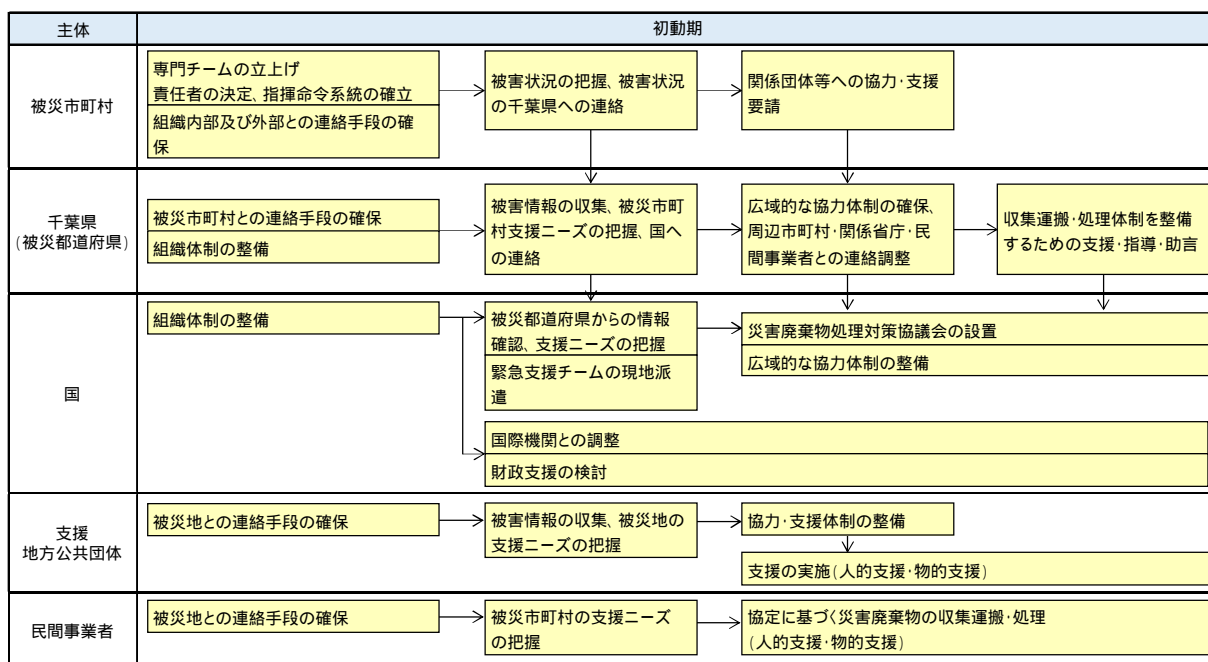 主体
初動期
被災市町村
専門チームの立上げ
責任者の決定、指揮命令系統の確立
組織内部及び外部との連絡手段の確
保
被害状況の把握、被害状況
の千葉県への連絡
関係団体等への協力・支援
要請
千葉県
(被災都道府県)
被災市町村との連絡手段の確保
組織体制の整備
被害情報の収集、被災市町
村支援ニーズの把握、国へ
の連絡
広域的な協力体制の確保、
周辺市町村・関係省庁・民
間事業者との連絡調整
収集運搬・処理体制を整備
するための支援・指導・助言
国
組織体制の整備
被災都道府県からの情報
確認、支援ニーズの把握
緊急支援チームの現地派
遣
災害廃棄物処理対策協議会の設置
広域的な協力体制の整備
国際機関との調整
財政支援の検討
支援
地方公共団体
被災地との連絡手段の確保
被害情報の収集、被災地の
支援ニーズの把握
協力・支援体制の整備
支援の実施(人的支援・物的支援)
民間事業者
被災地との連絡手段の確保
被災市町村の支援ニーズ
の把握
協定に基づく災害廃棄物の収集運搬・処理
(人的支援・物的支援)